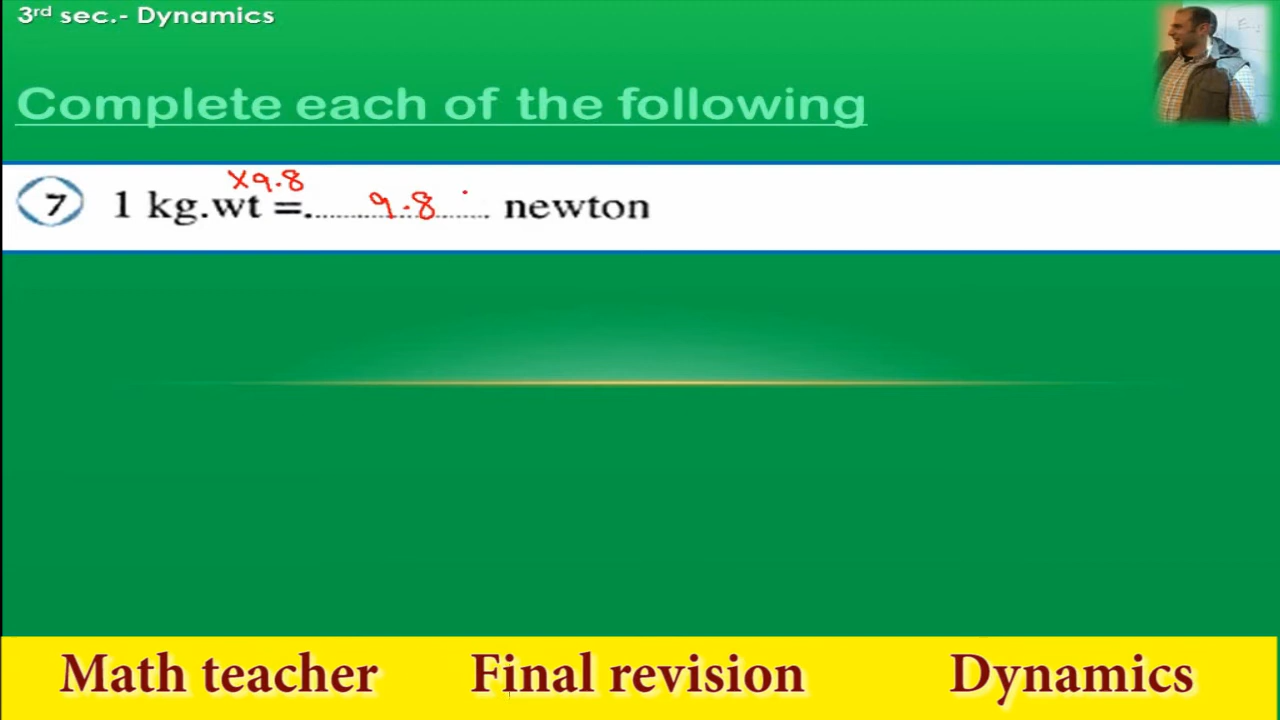 3rd sec.- Dynamics
Complete each of the following
×9.8
7 1 kg.wt =.........9.8......... newton
Math teacher Final revision Dynamics